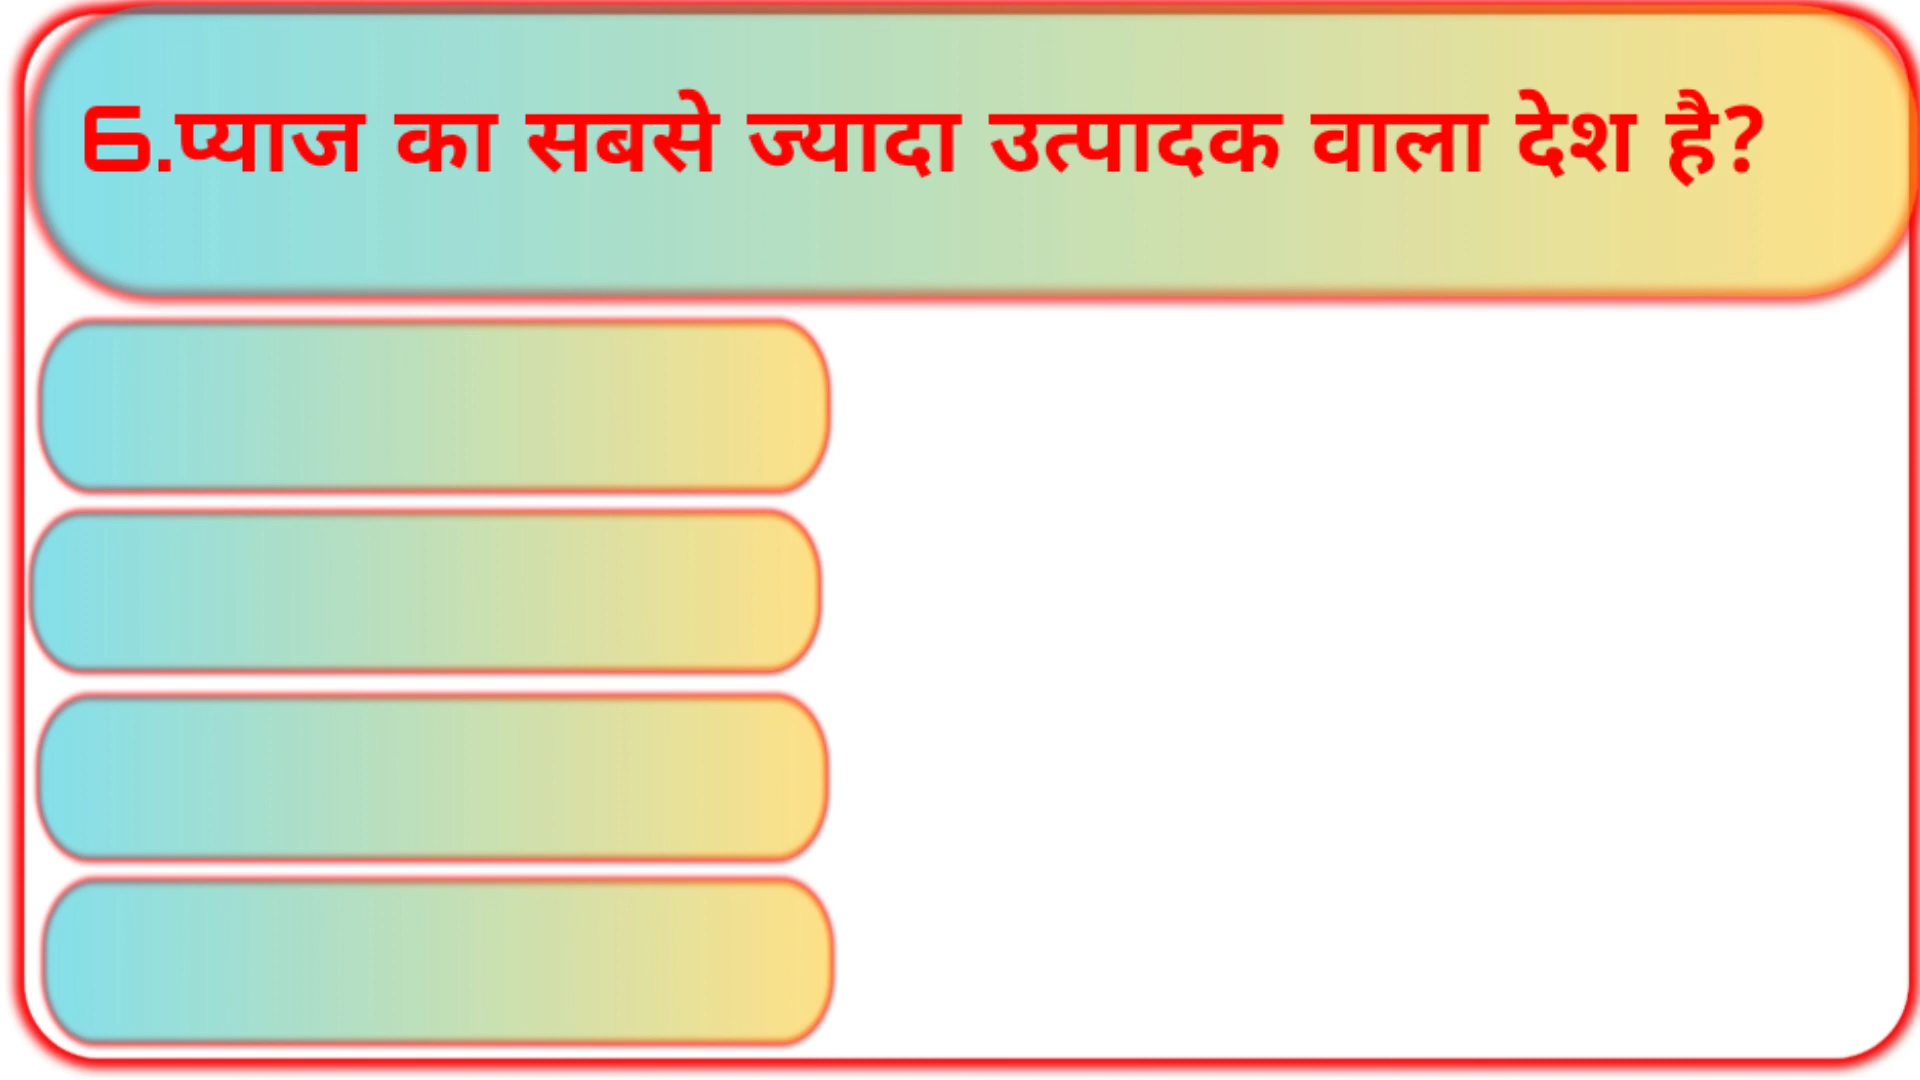 6.प्याज का सबसे ज्यादा उत्पादक वाला देश है?